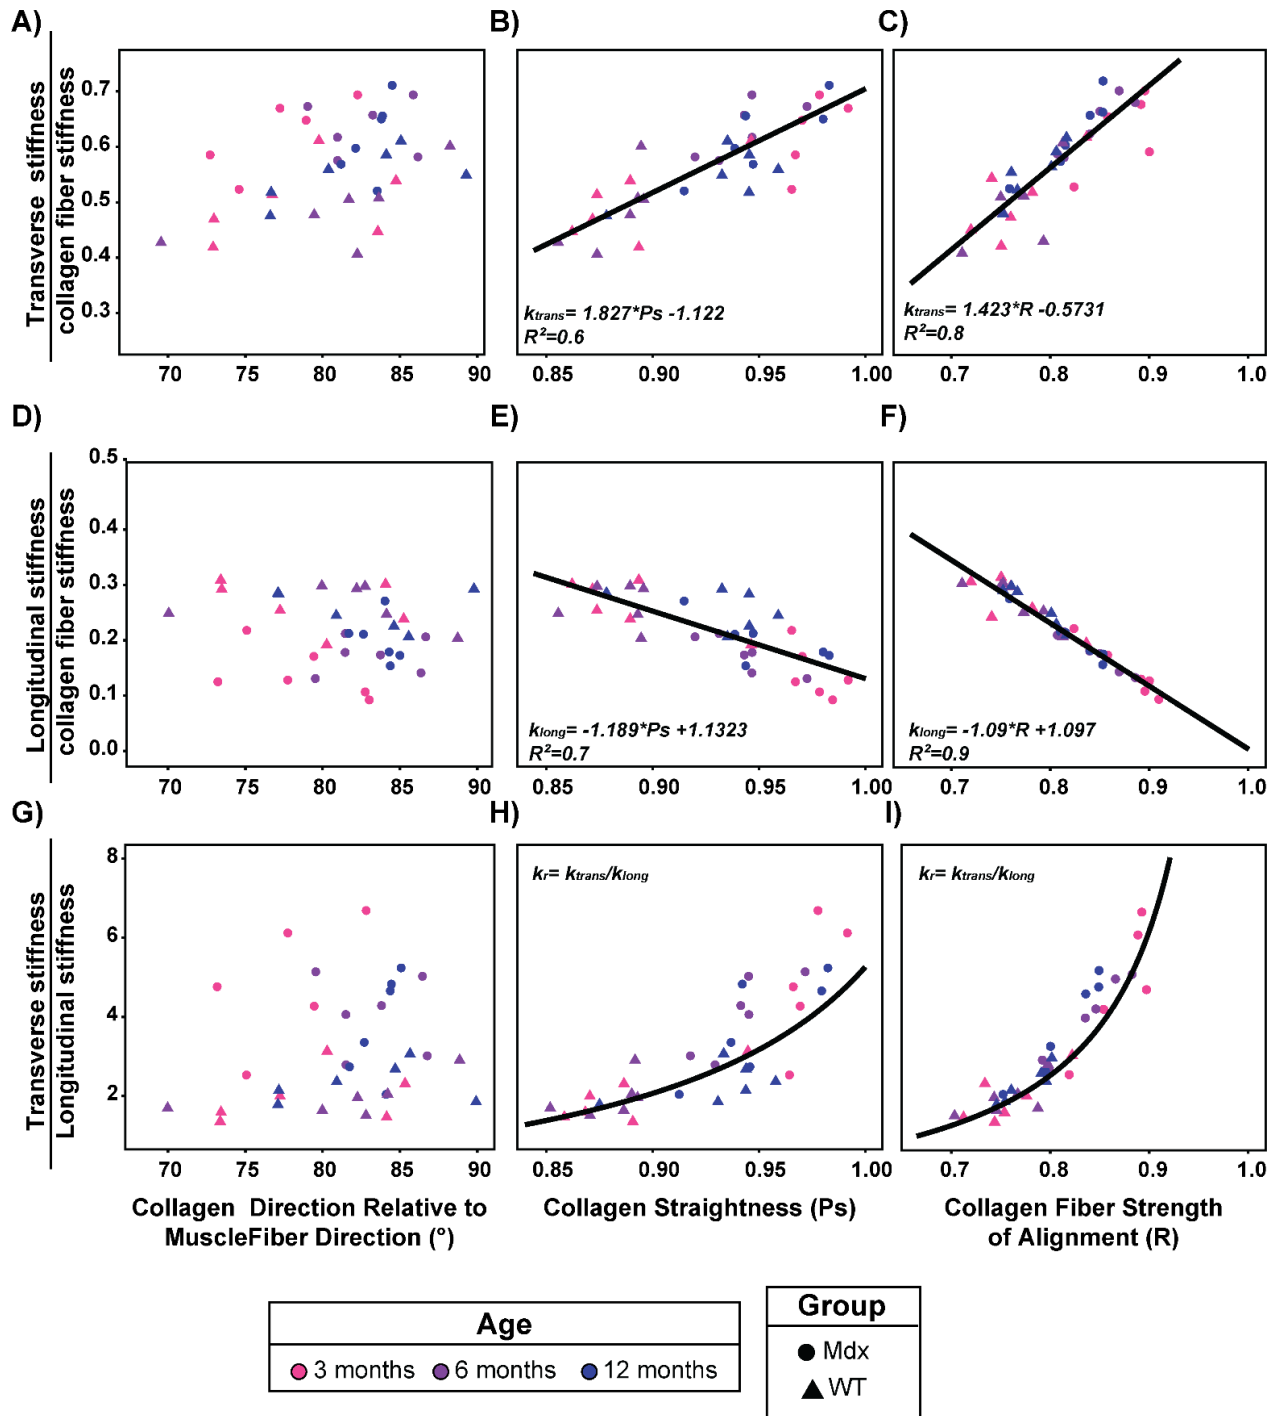 A)
B)
C)
Transverse stiffness
collagen fiber stiffness
0.7
0.6
0.5
0.4
0.3
70 75 80 85 90
ktrans= 1.827*Ps -1.122
R²=0.6
0.85 0.90 0.95 1.00
ktrans= 1.423*R -0.5731
R²=0.8
0.7 0.8 0.9 1.0
D)
E)
F)
Longitudinal stiffness
collagen fiber stiffness
0.5
0.4
0.3
0.2
0.1
0.0
70 75 80 85 90
klong= -1.189*Ps +1.1323
R²=0.7
0.85 0.90 0.95 1.00
klong= -1.09*R +1.097
R²=0.9
0.7 0.8 0.9 1.0
G)
H)
I)
Transverse stiffness
Longitudinal stiffness
8
6
4
2
70 75 80 85 90
kr= ktrans/klong
0.85 0.90 0.95 1.00
kr= ktrans/klong
0.7 0.8 0.9 1.0
Collagen Direction Relative to
MuscleFiber Direction (°)
Collagen Straightness (Ps)
Collagen Fiber Strength
of Alignment (R)
Age
3 months 6 months 12 months
Group
Mdx
WT